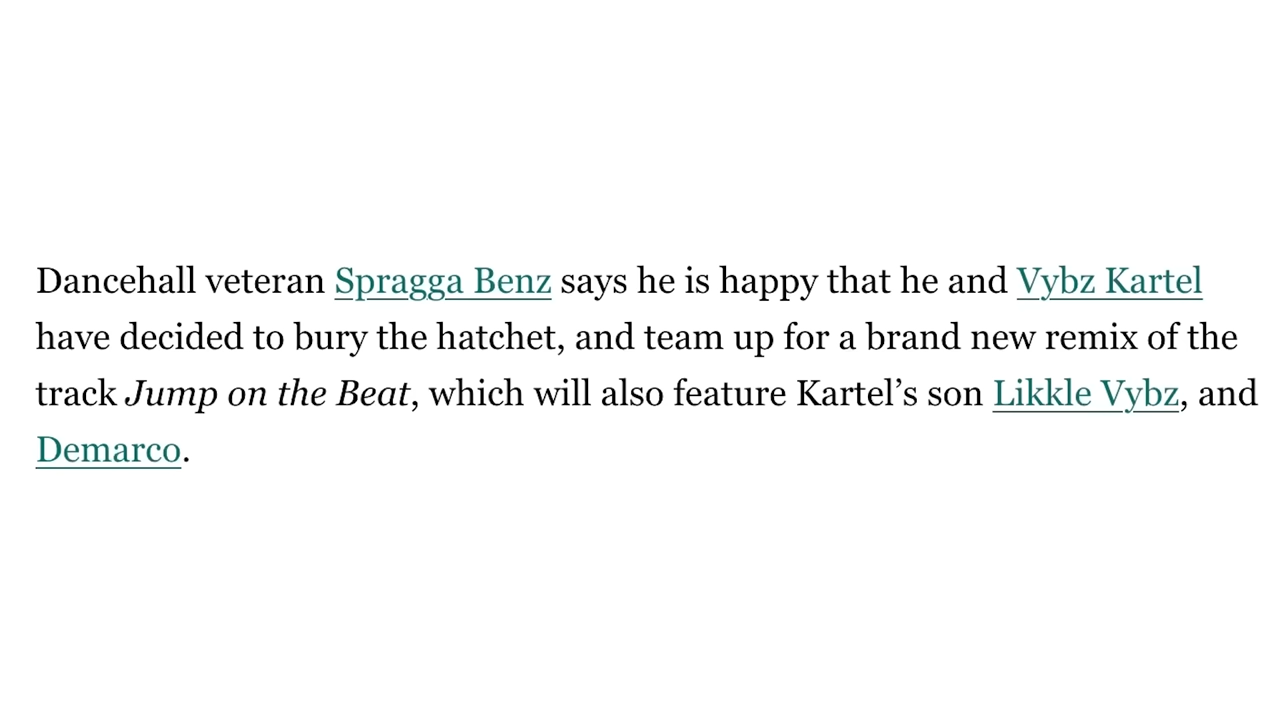 Dancehall veteran Spragga Benz says he is happy that he and Vybz Kartel
have decided to bury the hatchet, and team up for a brand new remix of the
track Jump on the Beat, which will also feature Kartel’s son Likkle Vybz, and
Demarco.